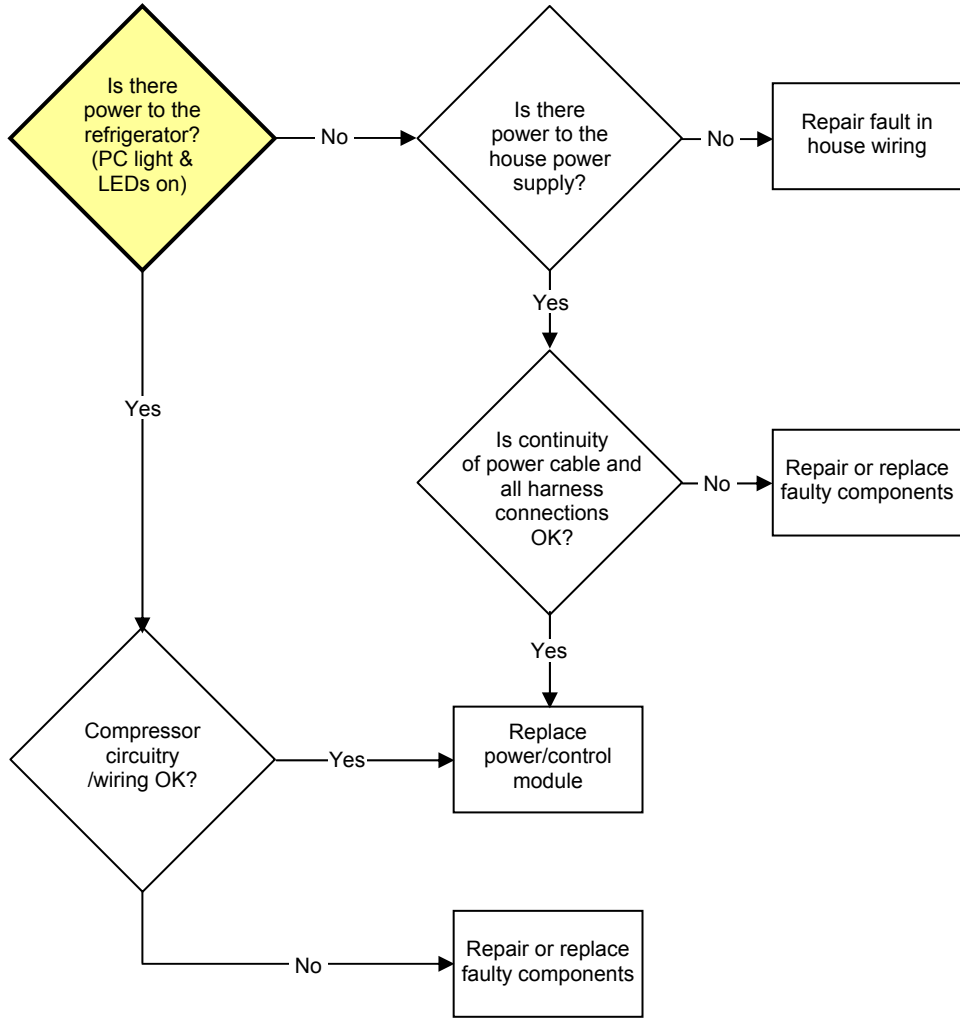 Is there
power to the
refrigerator?
(PC light &
LEDs on)
No
Is there
power to the
house power
supply?
No
Repair fault in
house wiring
Yes
Yes
Is continuity
of power cable and
all harness
connections
OK?
No
Repair or replace
faulty components
Yes
Compressor
circuitry
/wiring OK?
Yes
Replace
power/control
module
No
Repair or replace
faulty components